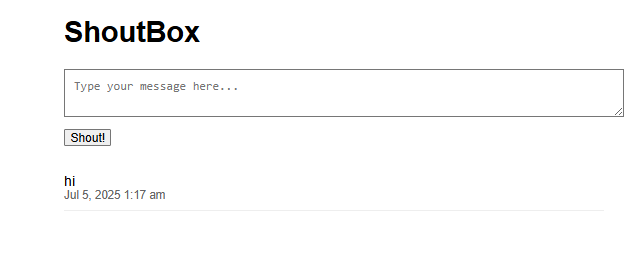 ShoutBox
Type your message here...
Shout!
hi
Jul 5, 2025 1:17 am